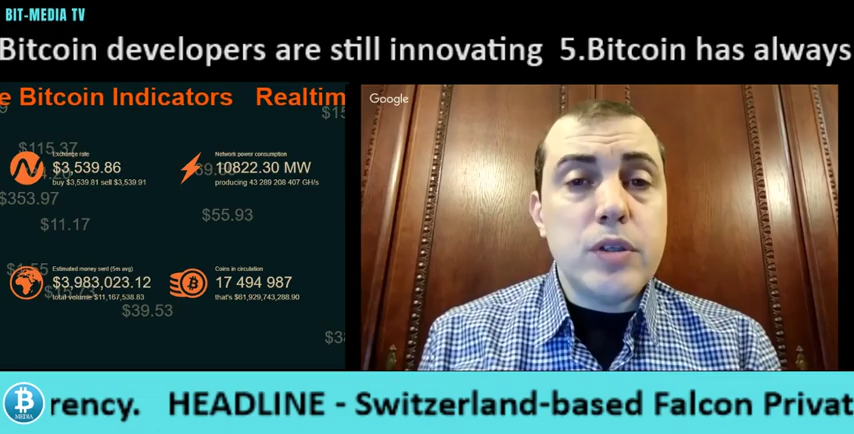 BIT-MEDIA TV
Bitcoin developers are still innovating 5.Bitcoin has always
e Bitcoin Indicators Realtim
Google
$115.37
Exchange rate
$3,539.86
buy $3,539.81 sell $3,539.91
Network power consumption
10822.30 MW
producing 43 289 208 407 GH/s
$353.97
$11.17
$55.93
Estimated money sent (5m avg)
$3,983,023.12
total volume $11,167,538.83
Coins in circulation
17 494 987
that's $61,929,743,288.90
$39.53
BIT MEDIA
rency. HEADLINE - Switzerland-based Falcon Privat